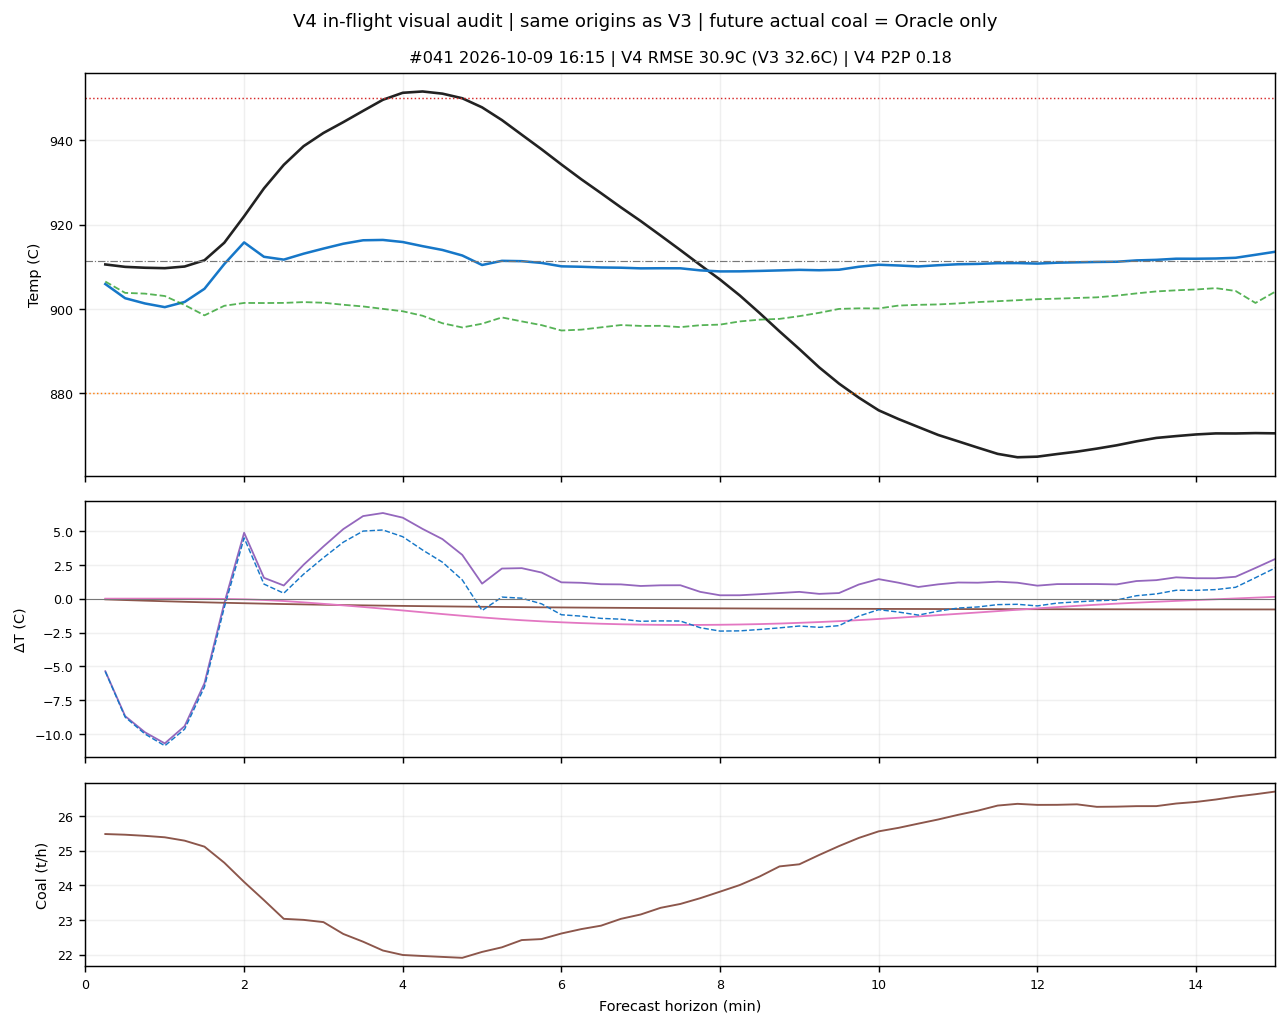 V4 in-flight visual audit | same origins as V3 | future actual coal = Oracle only
#041 2026-10-09 16:15 | V4 RMSE 30.9C (V3 32.6C) | V4 P2P 0.18
Temp (C)
940
920
900
880
ΔT (C)
5.0
2.5
0.0
−2.5
−5.0
−7.5
−10.0
Coal (t/h)
26
25
24
23
22
0 2 4 6 8 10 12 14
Forecast horizon (min)